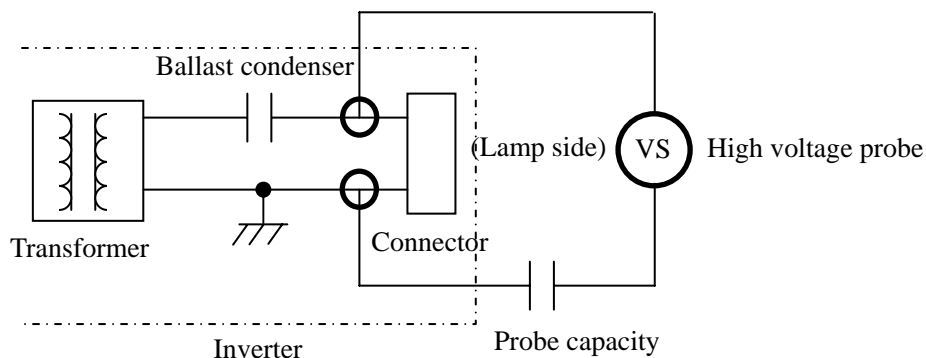 Ballast condenser
(Lamp side)
VS
High voltage probe
Transformer
Connector
Probe capacity
Inverter